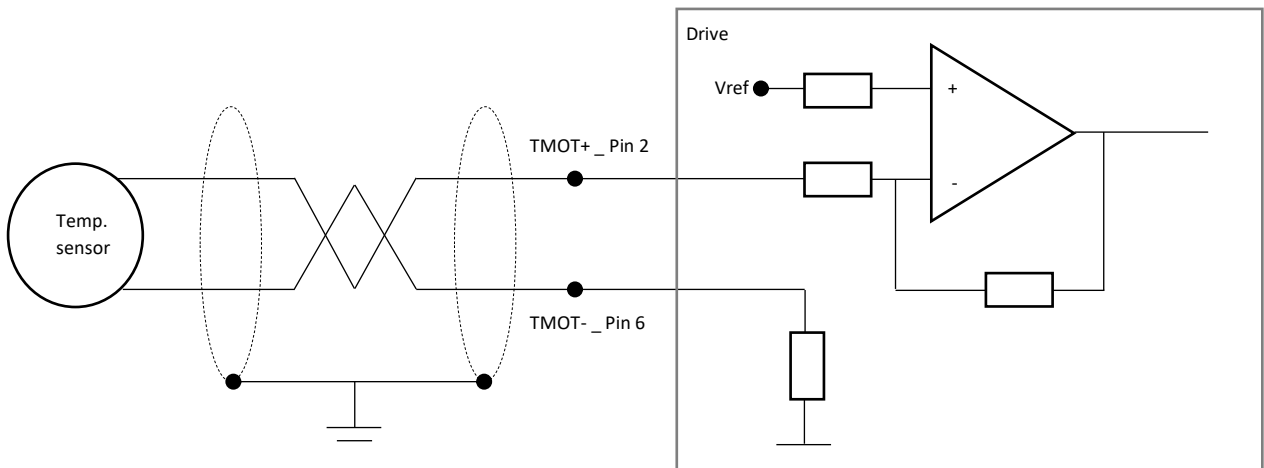 Drive
Vref
+
TMOT+ _ Pin 2
-
Temp.
sensor
TMOT- _ Pin 6